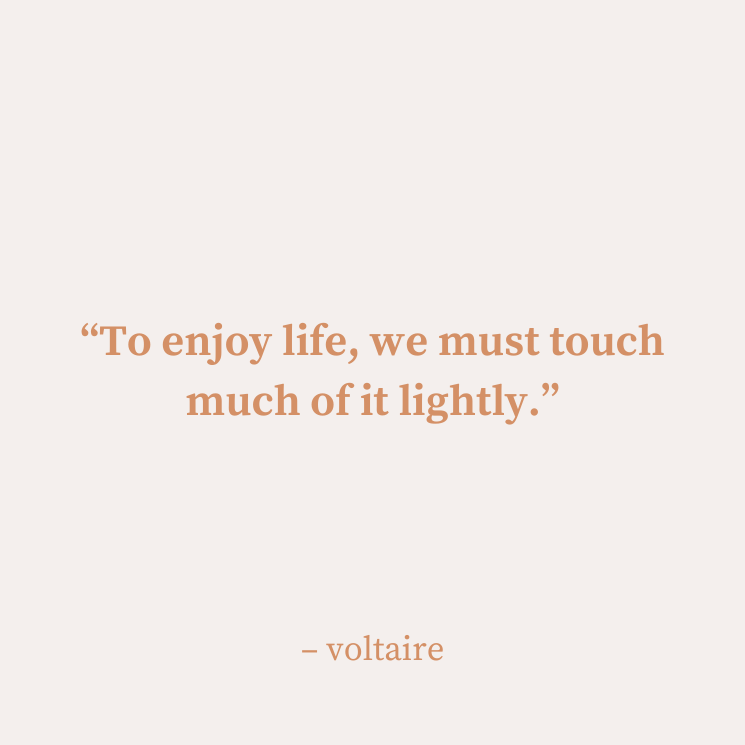 “To enjoy life, we must touch
much of it lightly.”
– voltaire